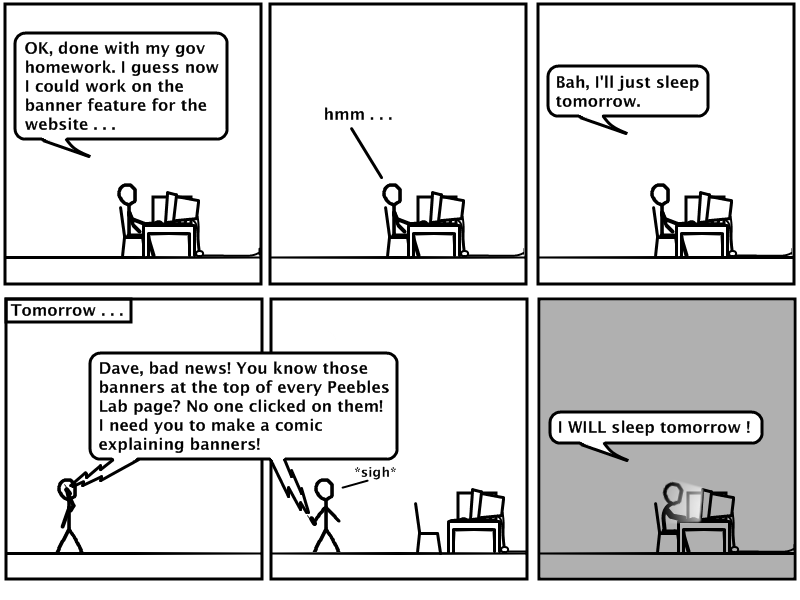 OK, done with my gov
homework. I guess now
I could work on the
banner feature for the
website . . .
hmm . . .
Bah, I'll just sleep
tomorrow.
Tomorrow . . .
Dave, bad news! You know those
banners at the top of every Peebles
Lab page? No one clicked on them!
I need you to make a comic
explaining banners!
*sigh*
I WILL sleep tomorrow !